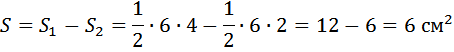 S = S₁ − S₂ = 1/2 · 6 · 4 − 1/2 · 6 · 2 = 12 − 6 = 6 см²